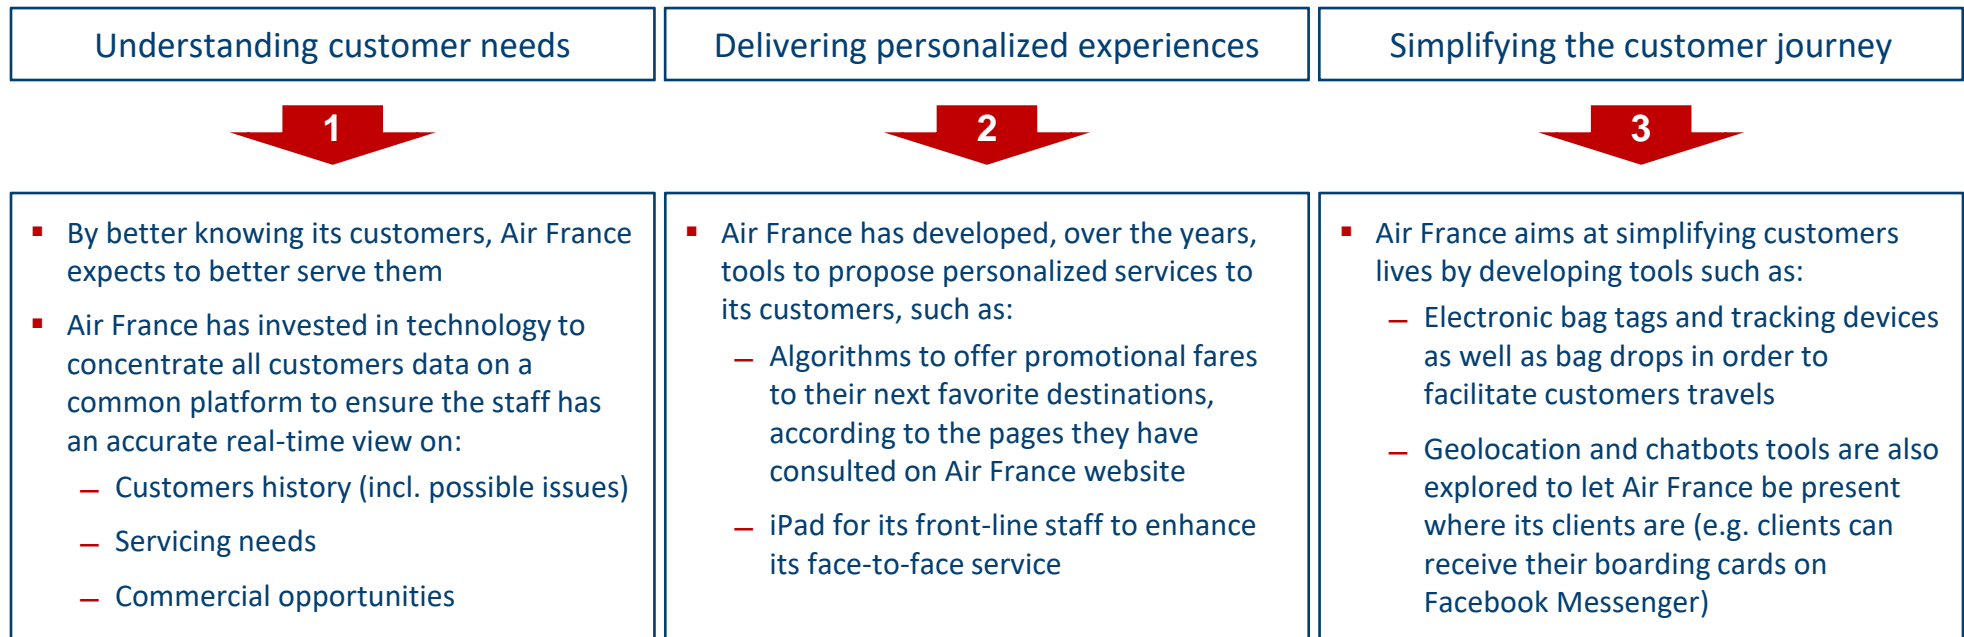 Understanding customer needs
Delivering personalized experiences
Simplifying the customer journey
1
2
3
▪ By better knowing its customers, Air France
expects to better serve them
▪ Air France has invested in technology to
concentrate all customers data on a
common platform to ensure the staff has
an accurate real-time view on:
– Customers history (incl. possible issues)
– Servicing needs
– Commercial opportunities
▪ Air France has developed, over the years,
tools to propose personalized services to
its customers, such as:
– Algorithms to offer promotional fares
to their next favorite destinations,
according to the pages they have
consulted on Air France website
– iPad for its front-line staff to enhance
its face-to-face service
▪ Air France aims at simplifying customers
lives by developing tools such as:
– Electronic bag tags and tracking devices
as well as bag drops in order to
facilitate customers travels
– Geolocation and chatbots tools are also
explored to let Air France be present
where its clients are (e.g. clients can
receive their boarding cards on
Facebook Messenger)